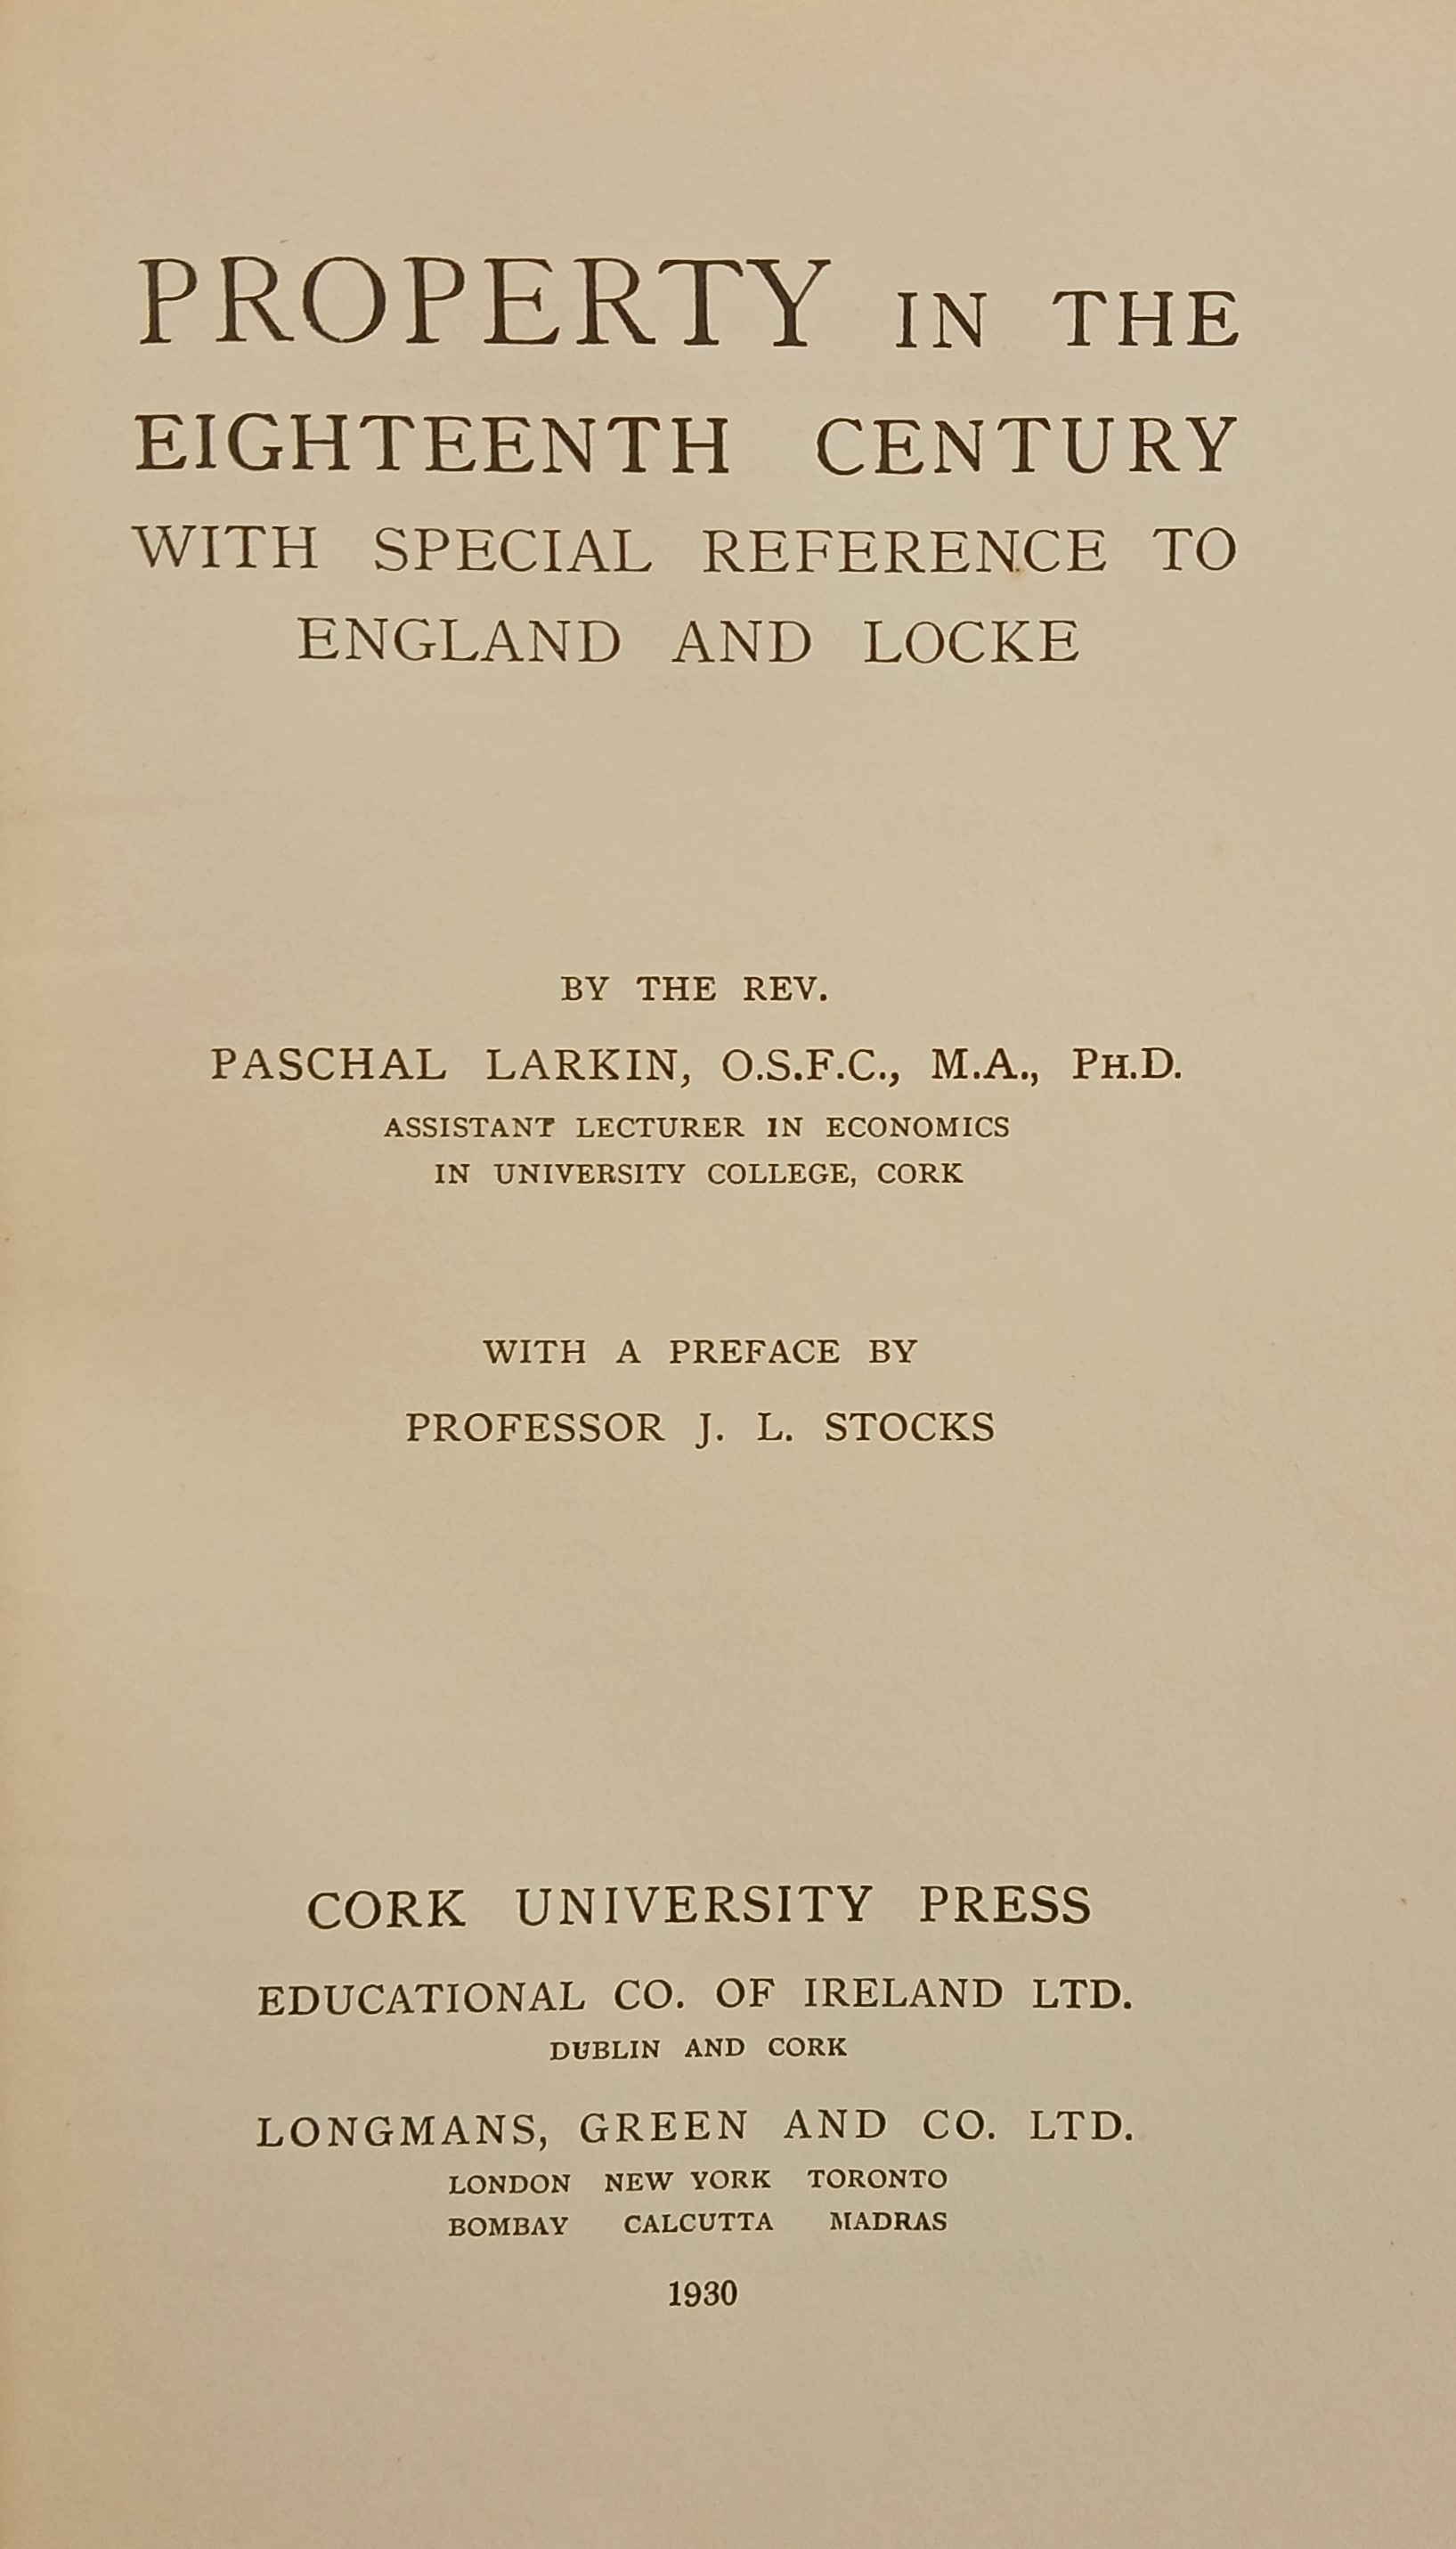 PROPERTY IN THE
EIGHTEENTH CENTURY
WITH SPECIAL REFERENCE TO
ENGLAND AND LOCKE
BY THE REV.
PASCHAL LARKIN, O.S.F.C., M.A., PH.D.
ASSISTANT LECTURER IN ECONOMICS
IN UNIVERSITY COLLEGE, CORK
WITH A PREFACE BY
PROFESSOR J. L. STOCKS
CORK UNIVERSITY PRESS
EDUCATIONAL CO. OF IRELAND LTD.
DUBLIN AND CORK
LONGMANS, GREEN AND CO. LTD.
LONDON NEW YORK TORONTO
BOMBAY CALCUTTA MADRAS
1930